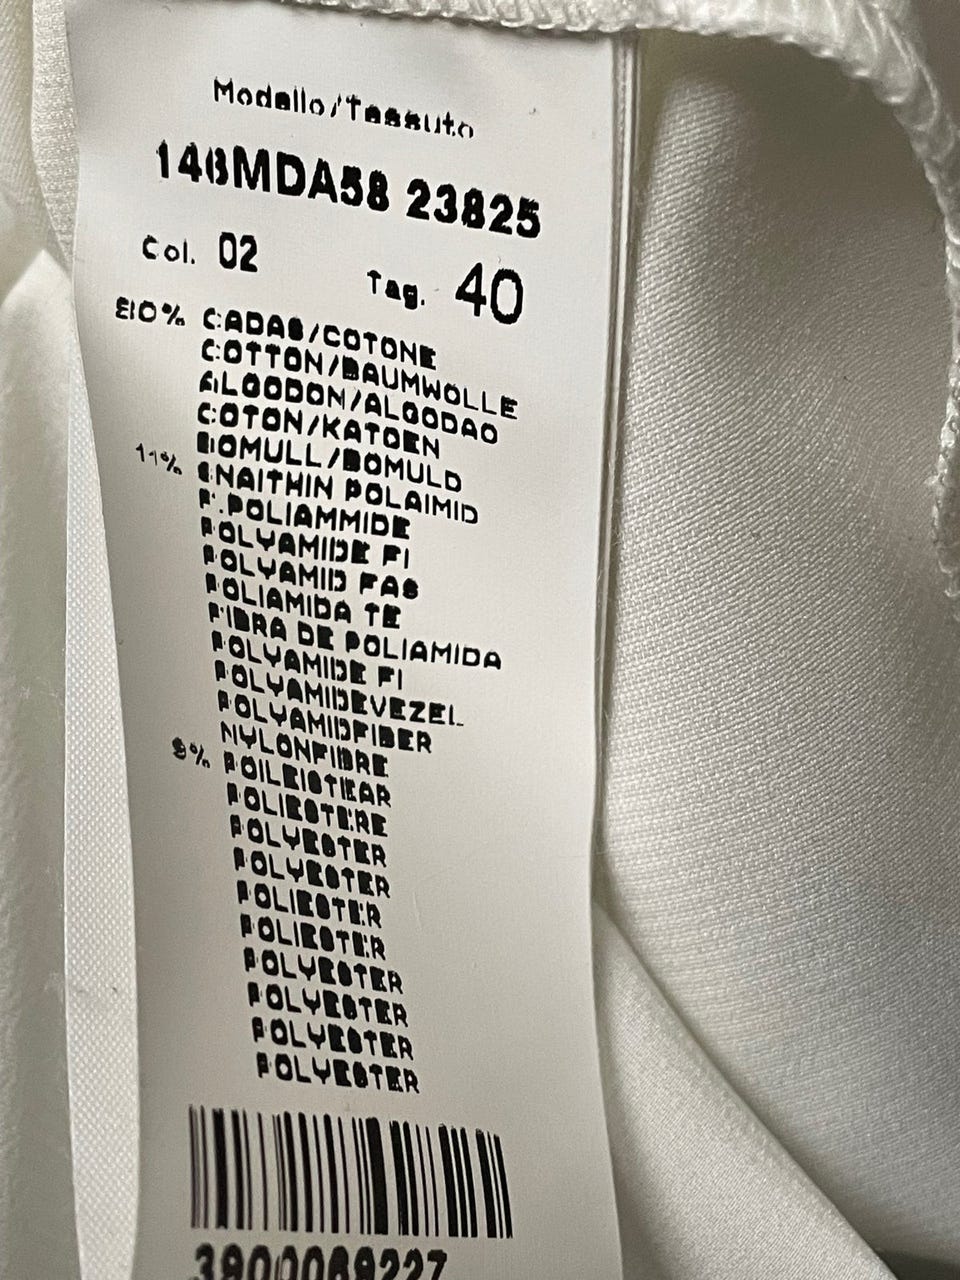 Modello/Tessuto
148MDA58 23825
Col. 02 Tag. 40
80% CADAS/COTONE
COTTON/BAUMWOLLE
ALGODON/ALGODAO
COTON/KATOEN
BOMULL/BOMULD
11% SNAITHIN POLAIMID
F.POLIAMMIDE
POLYAMIDE FI
POLYAMID FAS
POLIAMIDA TE
FIBRA DE POLIAMIDA
POLYAMIDE FI
POLYAMIDEVEZEL
POLYAMIDFIBER
NYLONFIBRE
9% POILEISTEAR
POLIESTERE
POLYESTER
POLYESTER
POLIESTER
POLIESTER
POLYESTER
POLYESTER
POLYESTER
POLYESTER
3900069227